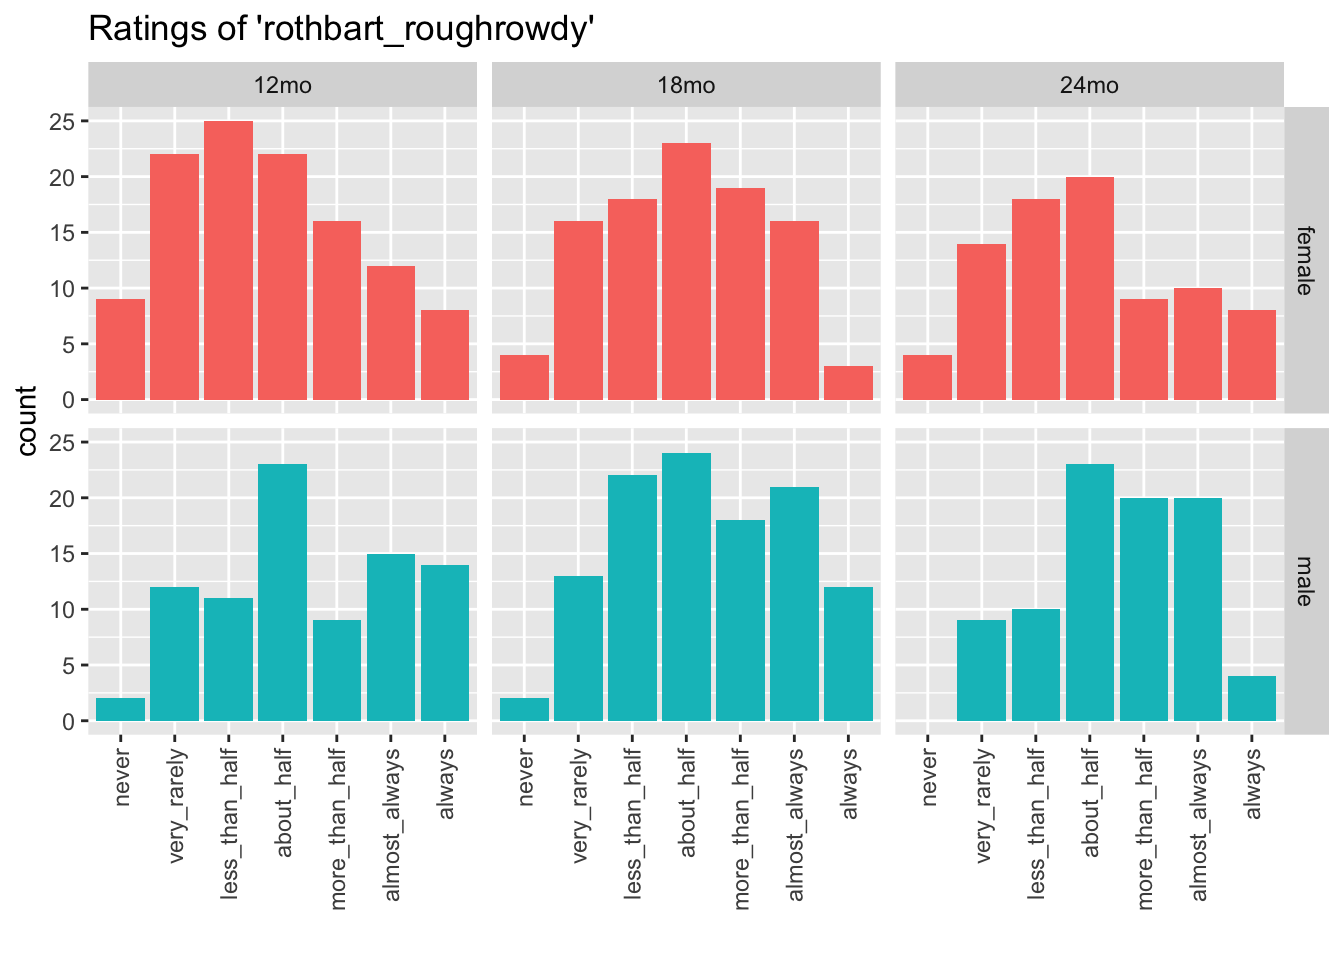 Ratings of 'rothbart_roughrowdy'
12mo 18mo 24mo
25
20
15
10
5
0
female
count
25
20
15
10
5
0
male
never very_rarely less_than_half about_half more_than_half almost_always always never very_rarely less_than_half about_half more_than_half almost_always always never very_rarely less_than_half about_half more_than_half almost_always always